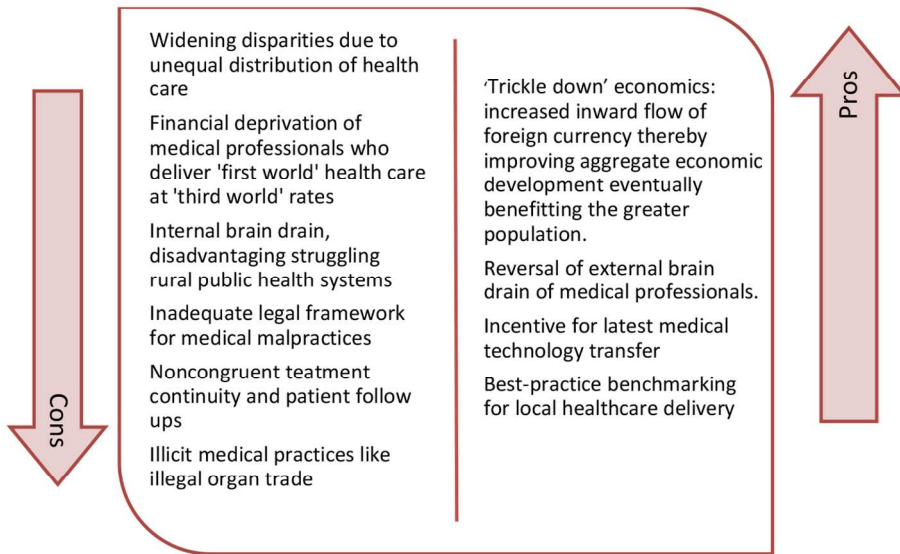 Widening disparities due to
unequal distribution of health
care
Financial deprivation of
medical professionals who
deliver 'first world' health care
at 'third world' rates
Internal brain drain,
disadvantaging struggling
rural public health systems
Inadequate legal framework
for medical malpractices
Noncongruent teatment
continuity and patient follow
ups
Illicit medical practices like
illegal organ trade
Cons
‘Trickle down’ economics:
increased inward flow of
foreign currency thereby
improving aggregate economic
development eventually
benefitting the greater
population.
Reversal of external brain
drain of medical professionals.
Incentive for latest medical
technology transfer
Best-practice benchmarking
for local healthcare delivery
Pros